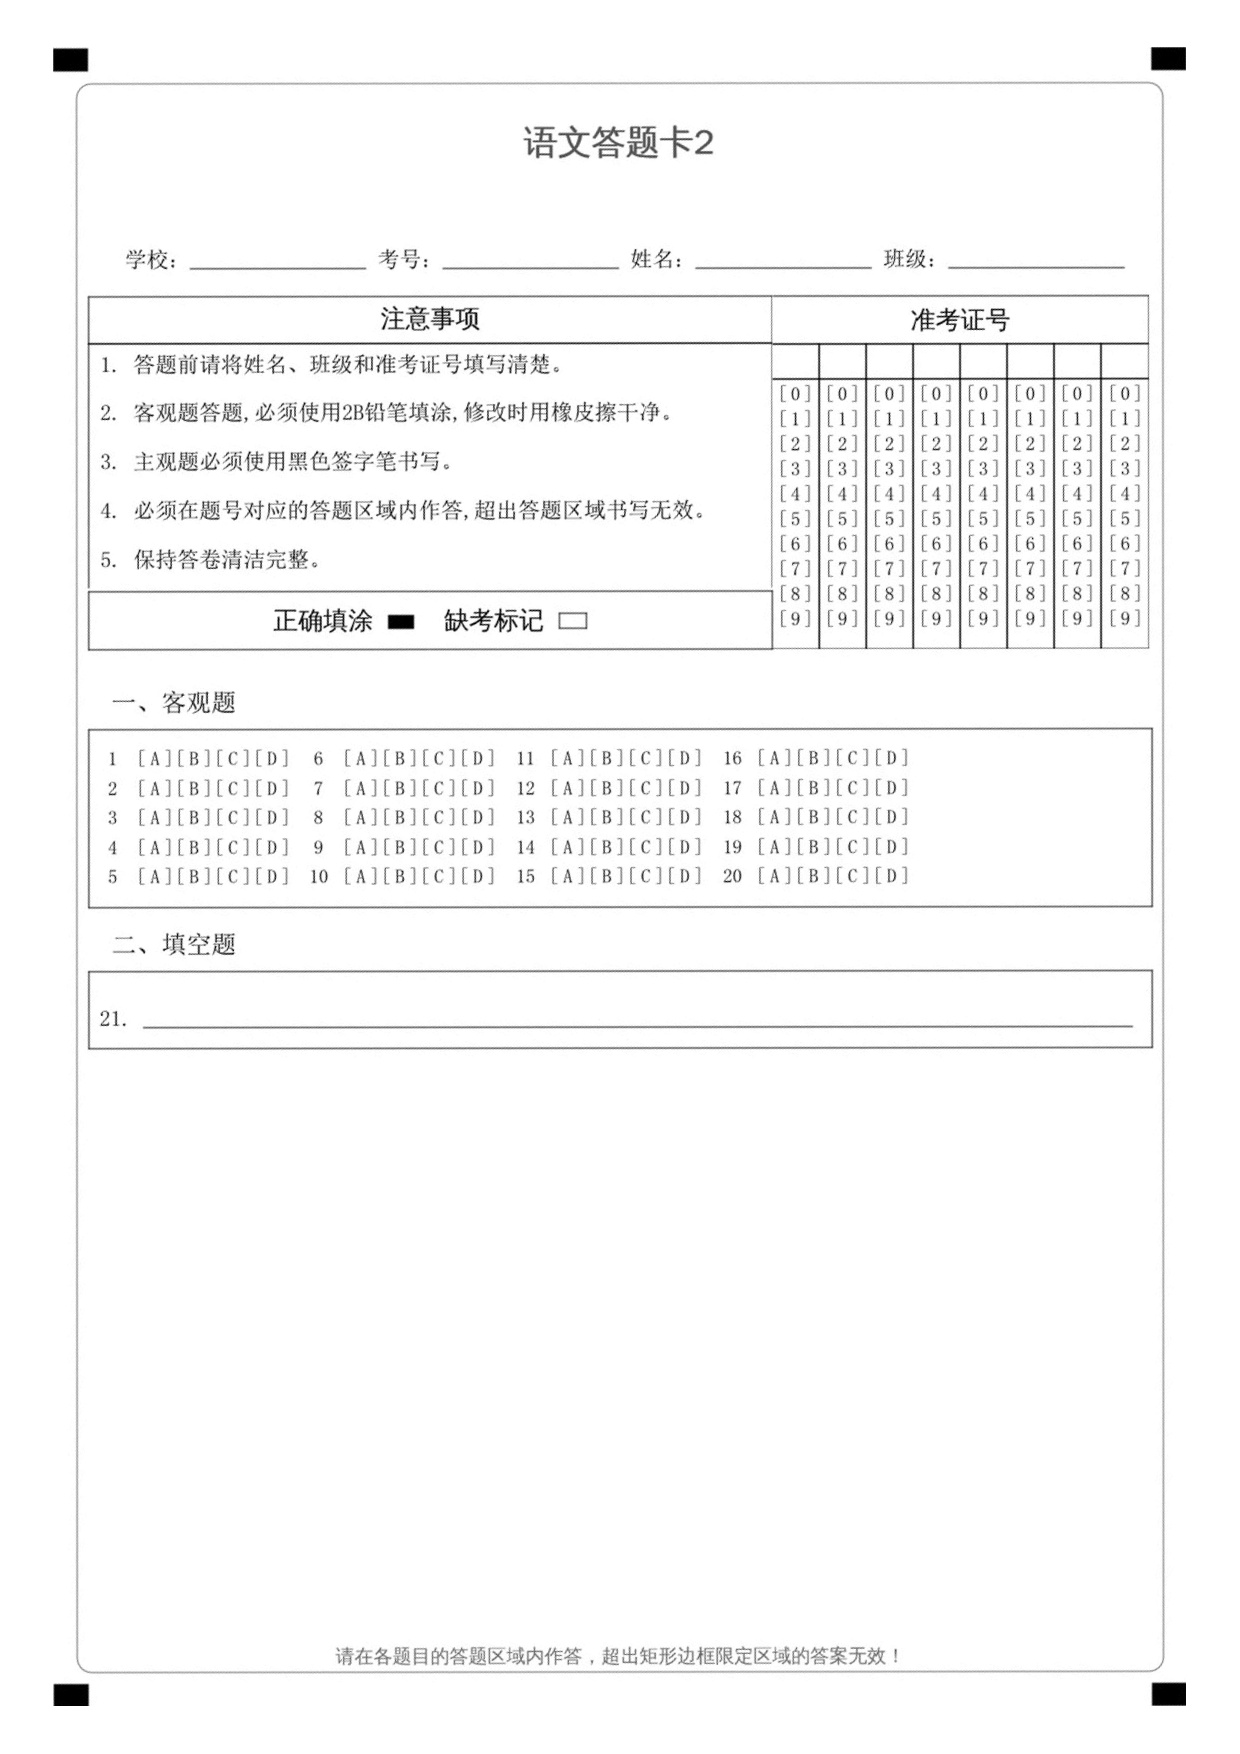 语文答题卡2
学校: 考号: 姓名: 班级:
注意事项
1. 答题前请将姓名、班级和准考证号填写清楚。
2. 客观题答题,必须使用2B铅笔填涂,修改时用橡皮擦干净。
3. 主观题必须使用黑色签字笔书写。
4. 必须在题号对应的答题区域内作答,超出答题区域书写无效。
5. 保持答卷清洁完整。
正确填涂 缺考标记
准考证号
[0] [0] [0] [0] [0] [0] [0] [0]
[1] [1] [1] [1] [1] [1] [1] [1]
[2] [2] [2] [2] [2] [2] [2] [2]
[3] [3] [3] [3] [3] [3] [3] [3]
[4] [4] [4] [4] [4] [4] [4] [4]
[5] [5] [5] [5] [5] [5] [5] [5]
[6] [6] [6] [6] [6] [6] [6] [6]
[7] [7] [7] [7] [7] [7] [7] [7]
[8] [8] [8] [8] [8] [8] [8] [8]
[9] [9] [9] [9] [9] [9] [9] [9]
一、客观题
1 [A][B][C][D] 6 [A][B][C][D] 11 [A][B][C][D] 16 [A][B][C][D]
2 [A][B][C][D] 7 [A][B][C][D] 12 [A][B][C][D] 17 [A][B][C][D]
3 [A][B][C][D] 8 [A][B][C][D] 13 [A][B][C][D] 18 [A][B][C][D]
4 [A][B][C][D] 9 [A][B][C][D] 14 [A][B][C][D] 19 [A][B][C][D]
5 [A][B][C][D] 10 [A][B][C][D] 15 [A][B][C][D] 20 [A][B][C][D]
二、填空题
21.
请在各题目的答题区域内作答，超出矩形边框限定区域的答案无效！